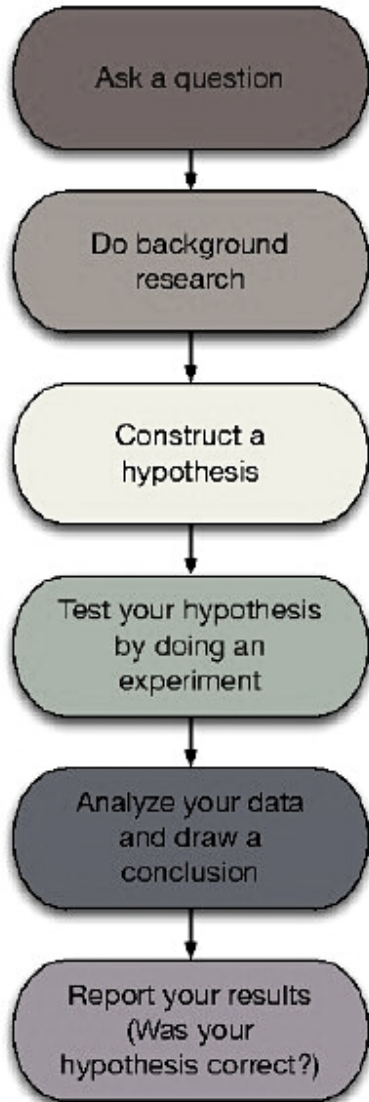 Ask a question
Do background
research
Construct a
hypothesis
Test your hypothesis
by doing an
experiment
Analyze your data
and draw a
conclusion
Report your results
(Was your
hypothesis correct?)